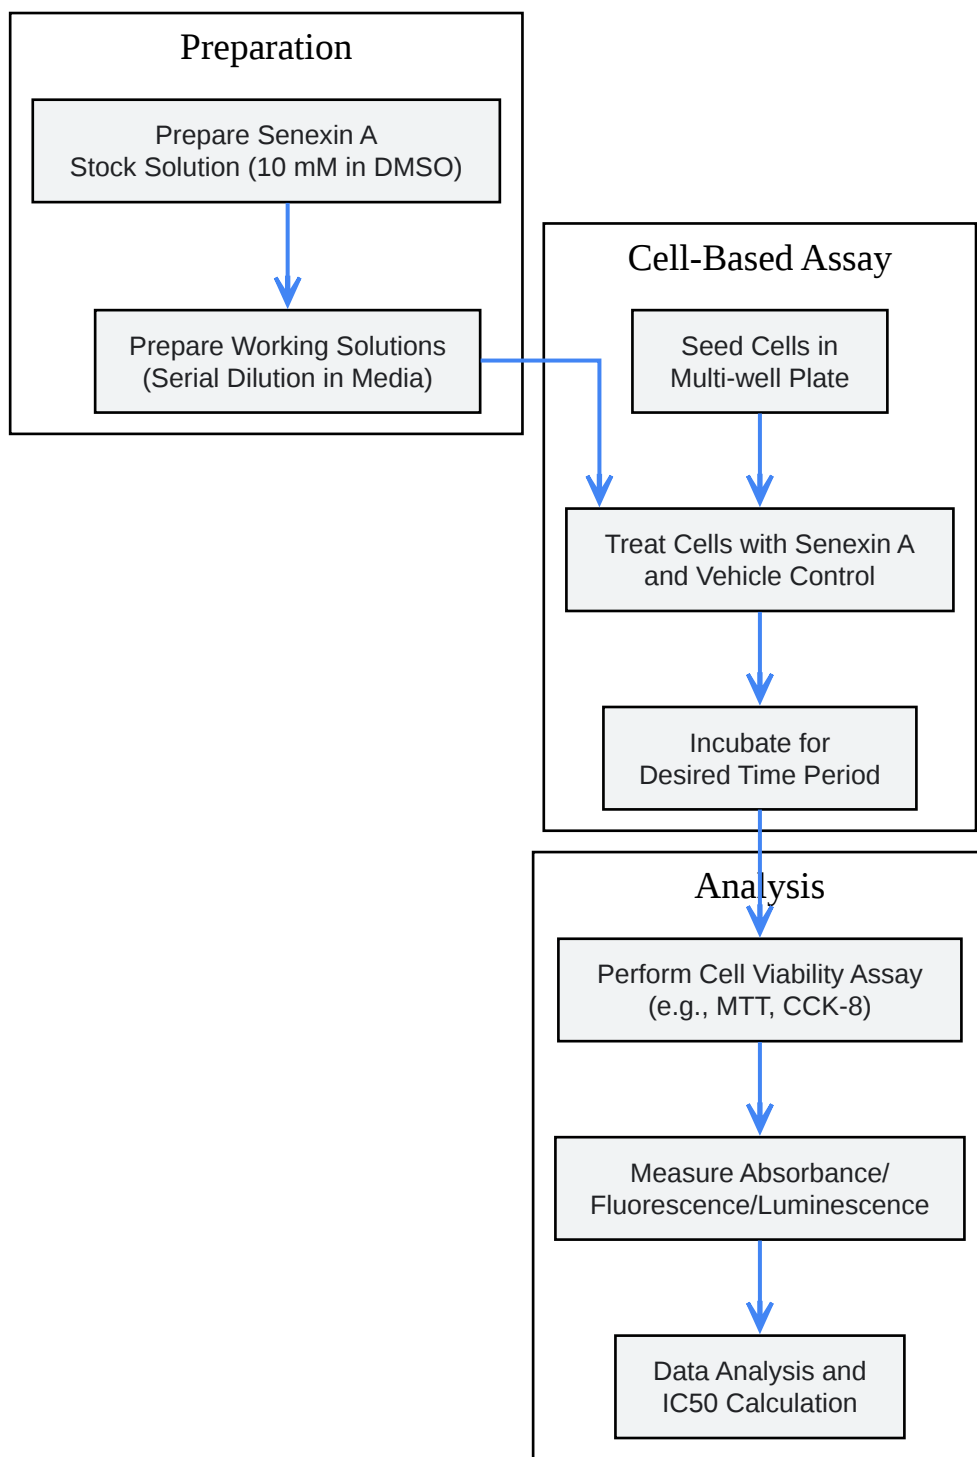 Preparation
Prepare Senexin A
Stock Solution (10 mM in DMSO)
Prepare Working Solutions
(Serial Dilution in Media)
Cell-Based Assay
Seed Cells in
Multi-well Plate
Treat Cells with Senexin A
and Vehicle Control
Incubate for
Desired Time Period
Analysis
Perform Cell Viability Assay
(e.g., MTT, CCK-8)
Measure Absorbance/
Fluorescence/Luminescence
Data Analysis and
IC50 Calculation